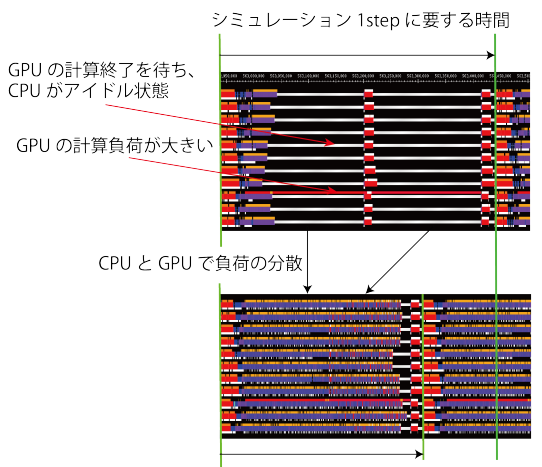 シミュレーション 1step に要する時間
GPU の計算終了を待ち、
CPU がアイドル状態
GPU の計算負荷が大きい
CPU と GPU で負荷の分散